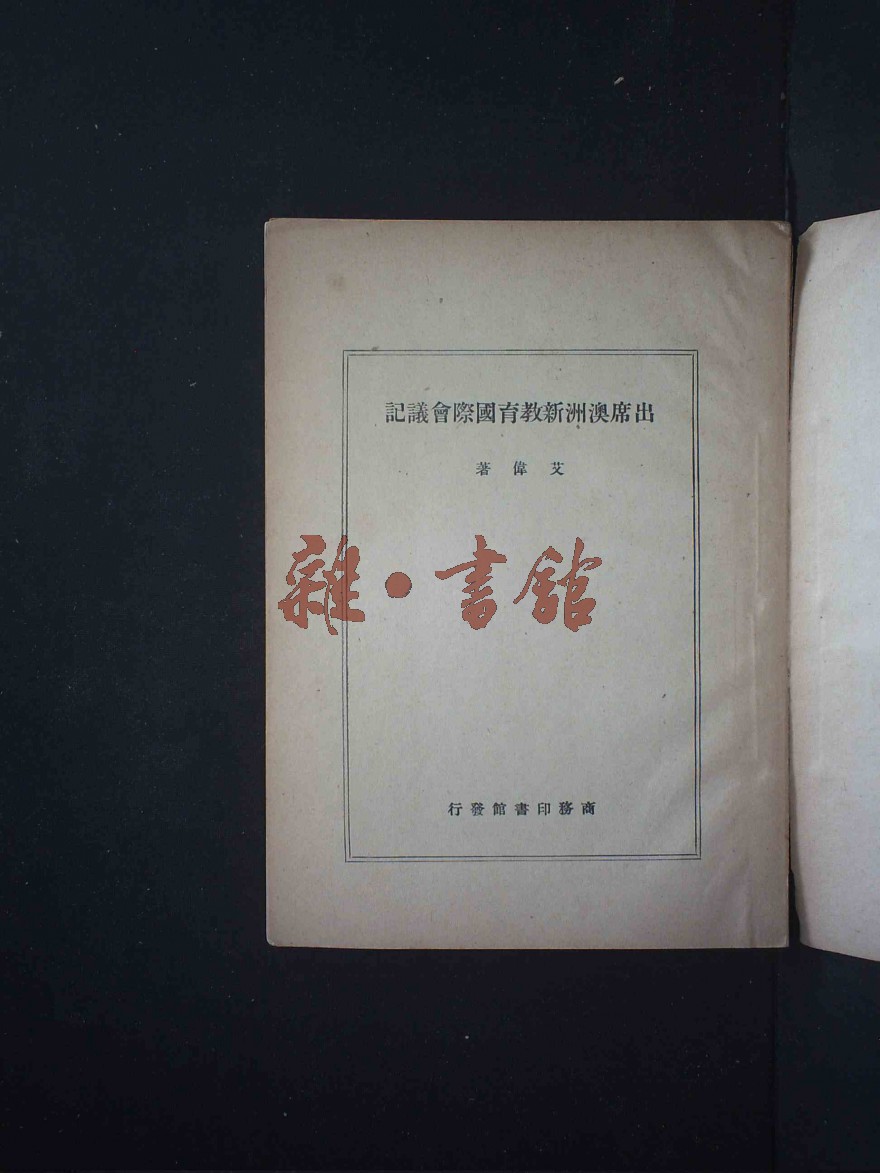 出席澳洲新教育國際會議記
艾偉著
雜·書館
商務印書館發行